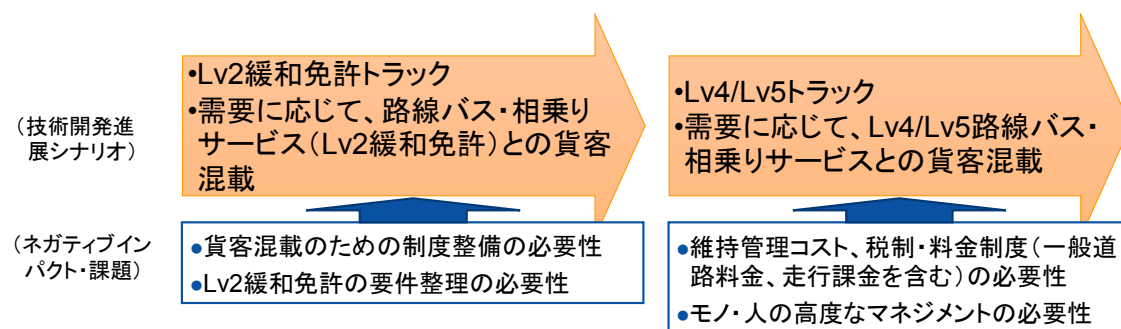 （技術開発進
展シナリオ）
•Lv2緩和免許トラック
•需要に応じて、路線バス・相乗り
サービス（Lv2緩和免許）との貨客
混載
•Lv4/Lv5トラック
•需要に応じて、Lv4/Lv5路線バス・
相乗りサービスとの貨客混載
（ネガティブイン
パクト・課題）
●貨客混載のための制度整備の必要性
●Lv2緩和免許の要件整理の必要性
●維持管理コスト、税制・料金制度（一般道
路料金、走行課金を含む）の必要性
●モノ・人の高度なマネジメントの必要性